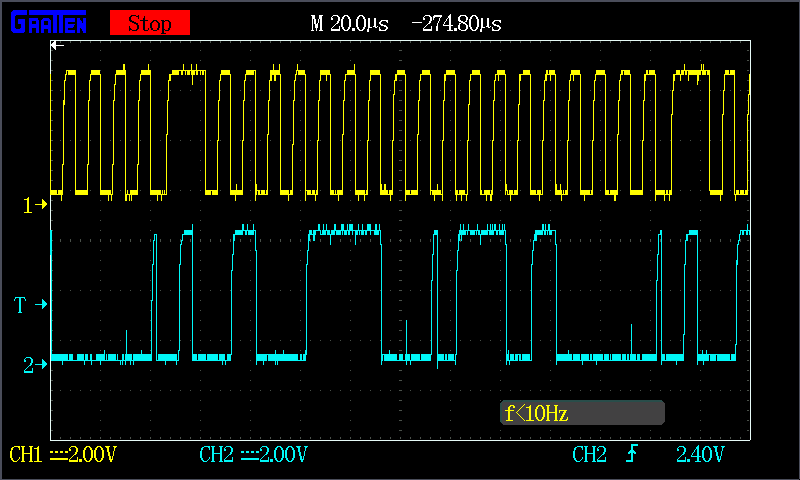 GRATTEN Stop M 20.0μs -274.80μs
1
T
2
f<10Hz
CH1 2.00V CH2 2.00V CH2 2.40V